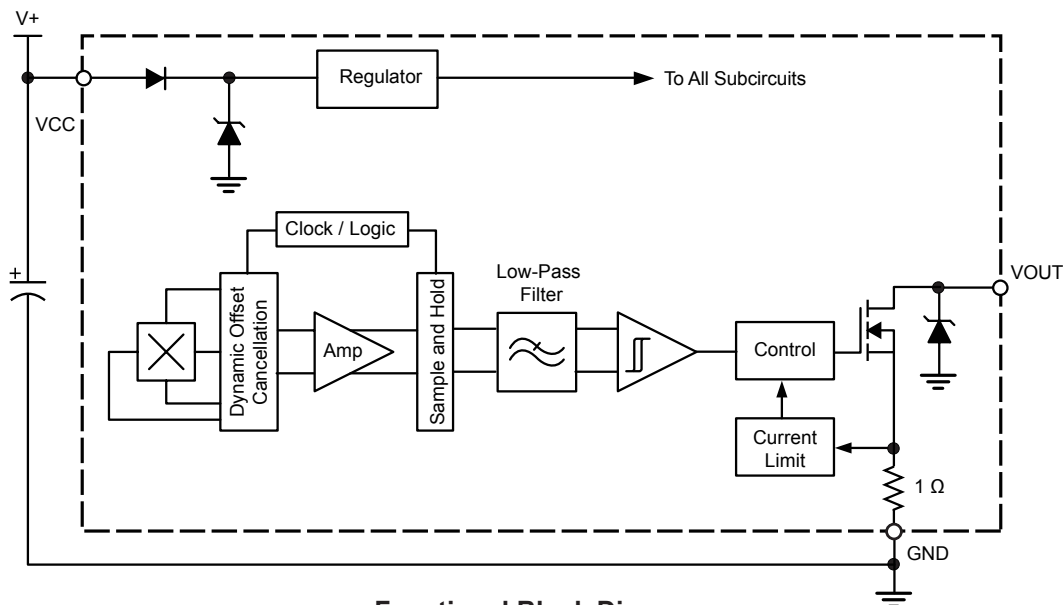 V+
VCC
Regulator
To All Subcircuits
Clock / Logic
Dynamic Offset
Cancellation
Amp
Sample and Hold
Low-Pass
Filter
Control
Current
Limit
VOUT
1 Ω
GND
+